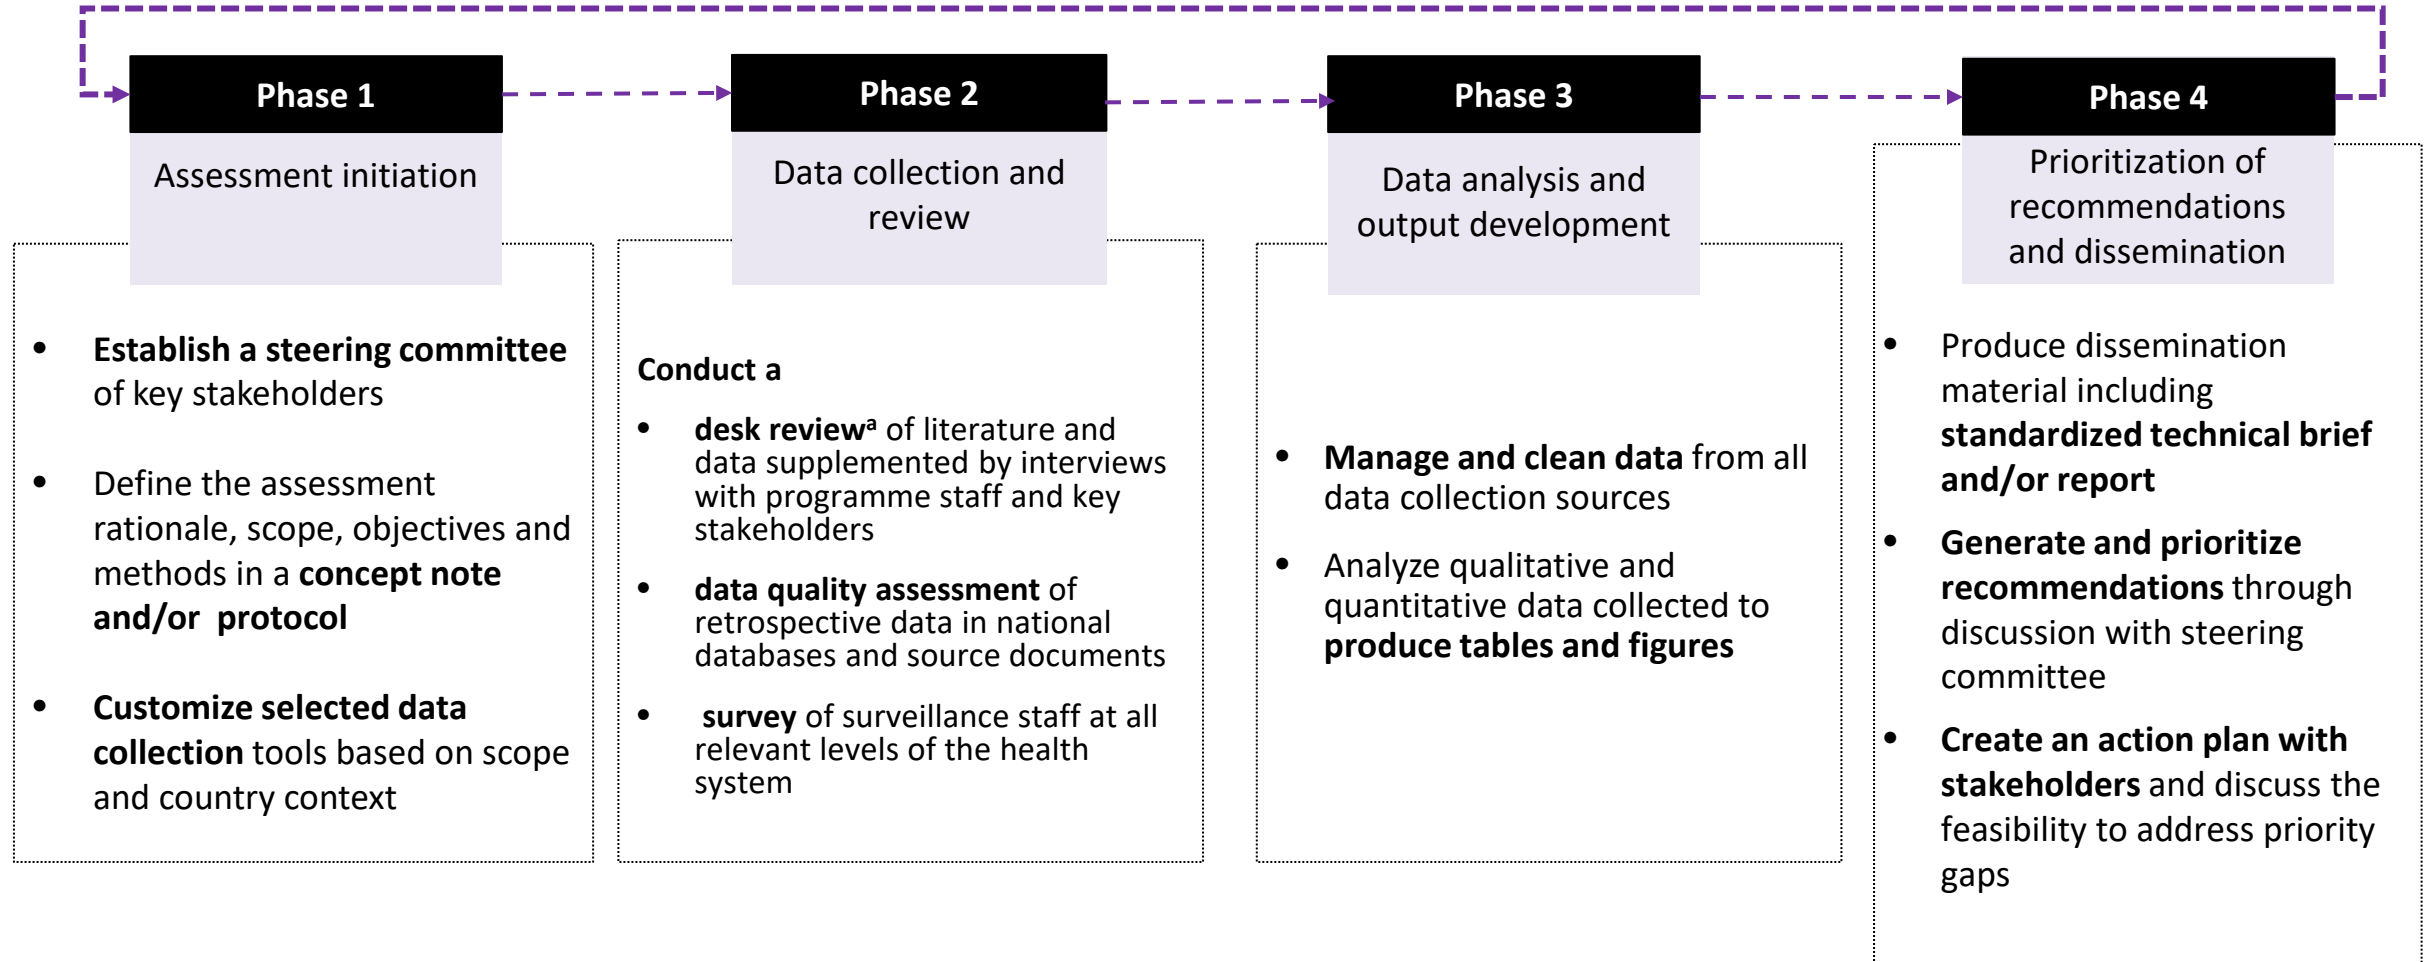 Phase 1
Assessment initiation
• Establish a steering committee
of key stakeholders
• Define the assessment
rationale, scope, objectives and
methods in a concept note
and/or  protocol
• Customize selected data
collection tools based on scope
and country context
Phase 2
Data collection and
review
Conduct a
• desk reviewᵃ of literature and
data supplemented by interviews
with programme staff and key
stakeholders
• data quality assessment of
retrospective data in national
databases and source documents
• survey of surveillance staff at all
relevant levels of the health
system
Phase 3
Data analysis and
output development
• Manage and clean data from all
data collection sources
• Analyze qualitative and
quantitative data collected to
produce tables and figures
Phase 4
Prioritization of
recommendations
and dissemination
• Produce dissemination
material including
standardized technical brief
and/or report
• Generate and prioritize
recommendations through
discussion with steering
committee
• Create an action plan with
stakeholders and discuss the
feasibility to address priority
gaps